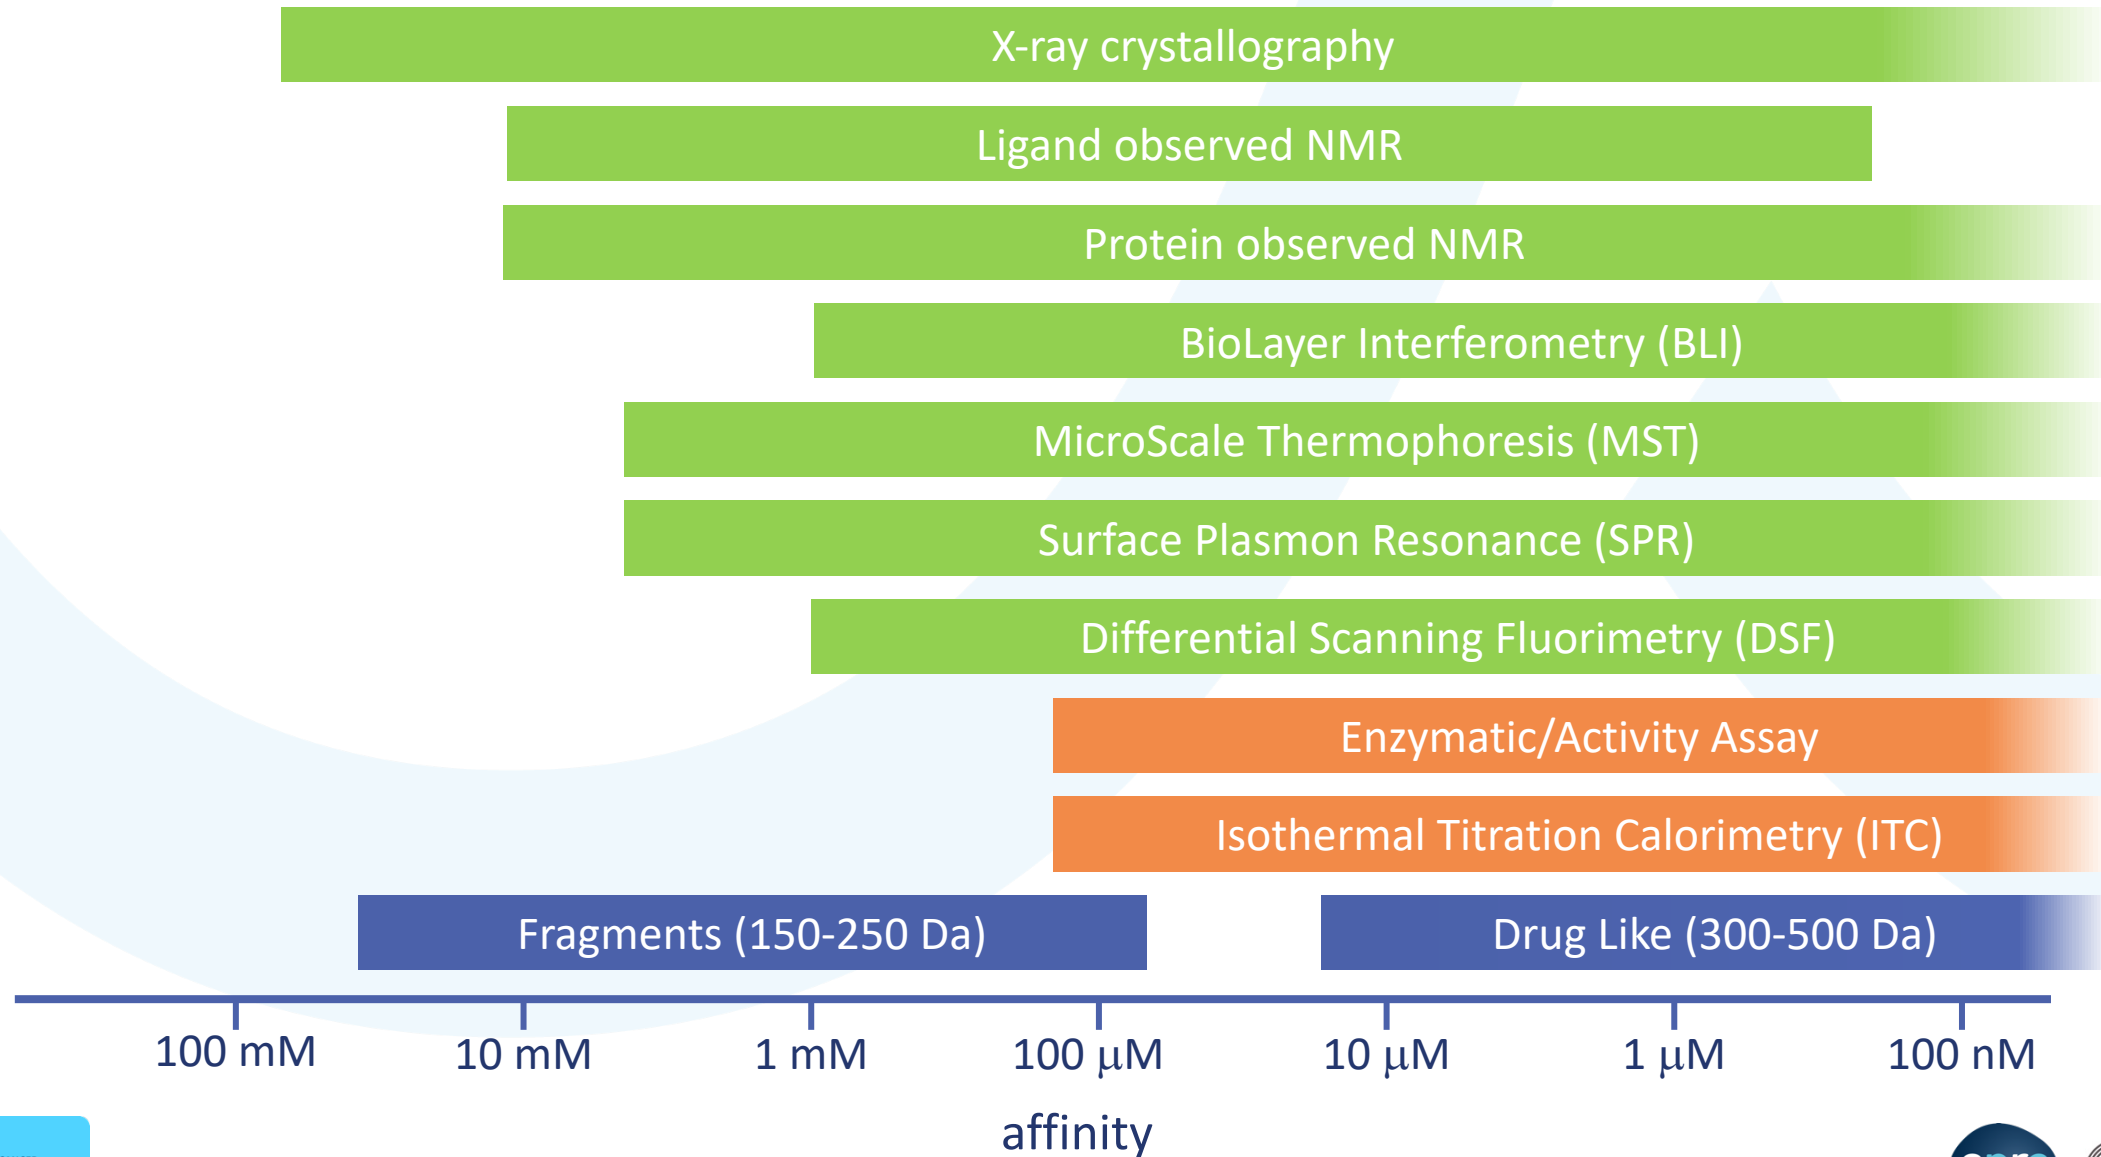 X-ray crystallography
Ligand observed NMR
Protein observed NMR
BioLayer Interferometry (BLI)
MicroScale Thermophoresis (MST)
Surface Plasmon Resonance (SPR)
Differential Scanning Fluorimetry (DSF)
Enzymatic/Activity Assay
Isothermal Titration Calorimetry (ITC)
Fragments (150-250 Da) Drug Like (300-500 Da)
100 mM 10 mM 1 mM 100 μM 10 μM 1 μM 100 nM
affinity